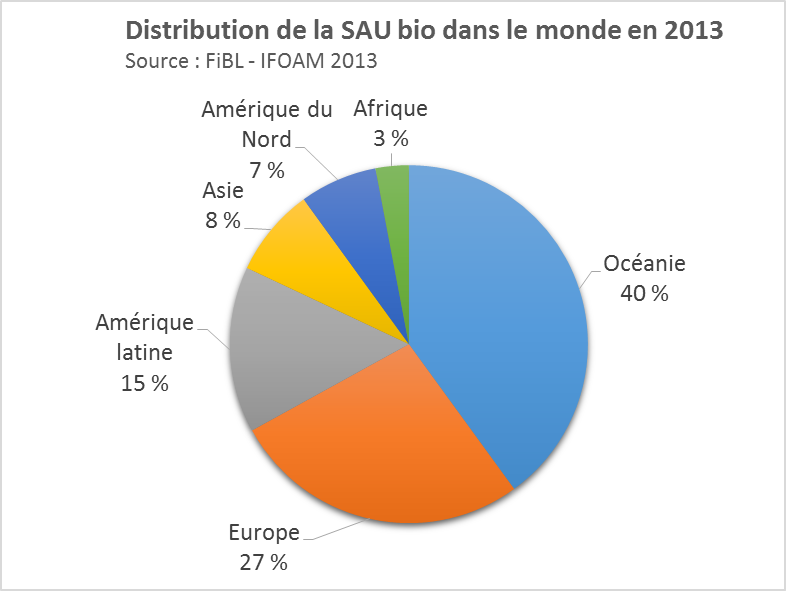 Distribution de la SAU bio dans le monde en 2013
Source : FiBL - IFOAM 2013
Amérique du
Nord
7 %
Afrique
3 %
Asie
8 %
Océanie
40 %
Amérique
latine
15 %
Europe
27 %